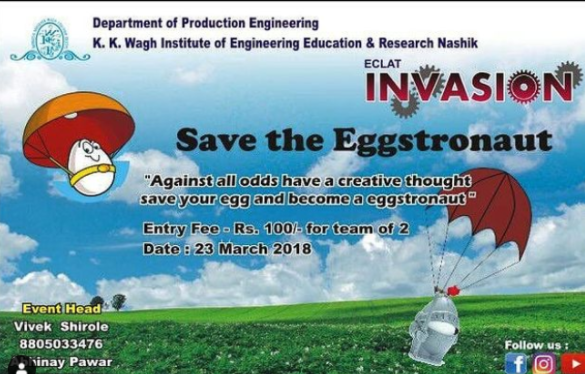 Department of Production Engineering
K. K. Wagh Institute of Engineering Education & Research Nashik
ECLAT
INVASION
Save the Eggstronaut
"Against all odds have a creative thought
save your egg and become a eggstronaut"
Entry Fee - Rs. 100/- for team of 2
Date : 23 March 2018
Event Head
Vivek Shirole
8805033476
Pawar
Follow us :